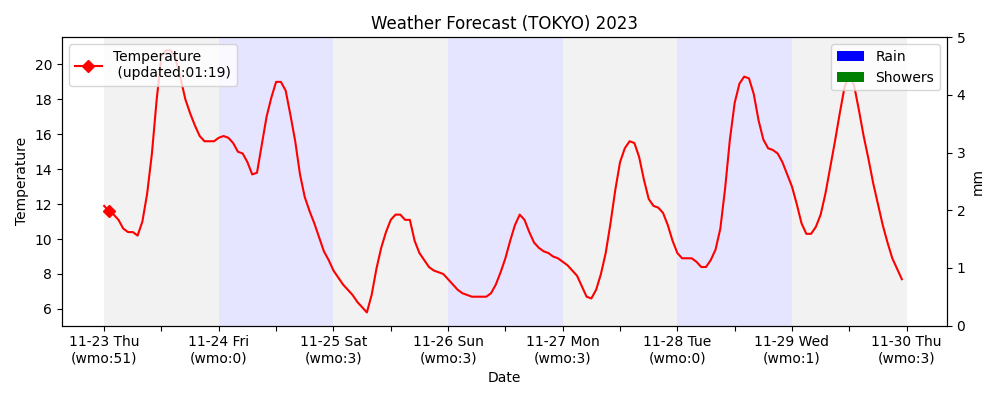 Weather Forecast (TOKYO) 2023
Temperature
(updated:01:19)
Rain
Showers
Temperature
20
18
16
14
12
10
8
6
5
4
3
2
1
0
mm
11-23 Thu
(wmo:51)
11-24 Fri
(wmo:0)
11-25 Sat
(wmo:3)
11-26 Sun
(wmo:3)
11-27 Mon
(wmo:3)
11-28 Tue
(wmo:0)
11-29 Wed
(wmo:1)
11-30 Thu
(wmo:3)
Date